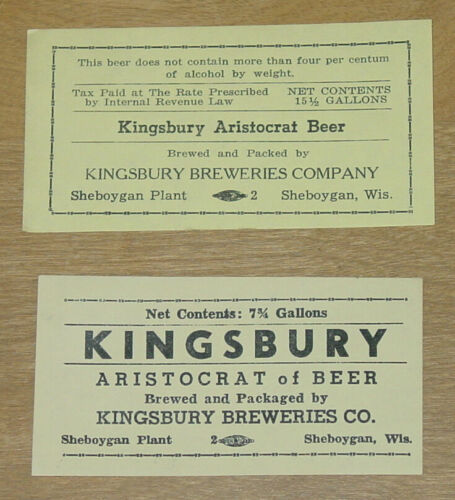 This beer does not contain more than four per centum
of alcohol by weight.
Tax Paid at The Rate Prescribed
by Internal Revenue Law
NET CONTENTS
15½ GALLONS
Kingsbury Aristocrat Beer
Brewed and Packed by
KINGSBURY BREWERIES COMPANY
Sheboygan Plant 2 Sheboygan, Wis.
Net Contents: 7¾ Gallons
KINGSBURY
ARISTOCRAT of BEER
Brewed and Packaged by
KINGSBURY BREWERIES CO.
Sheboygan Plant 2 Sheboygan, Wis.